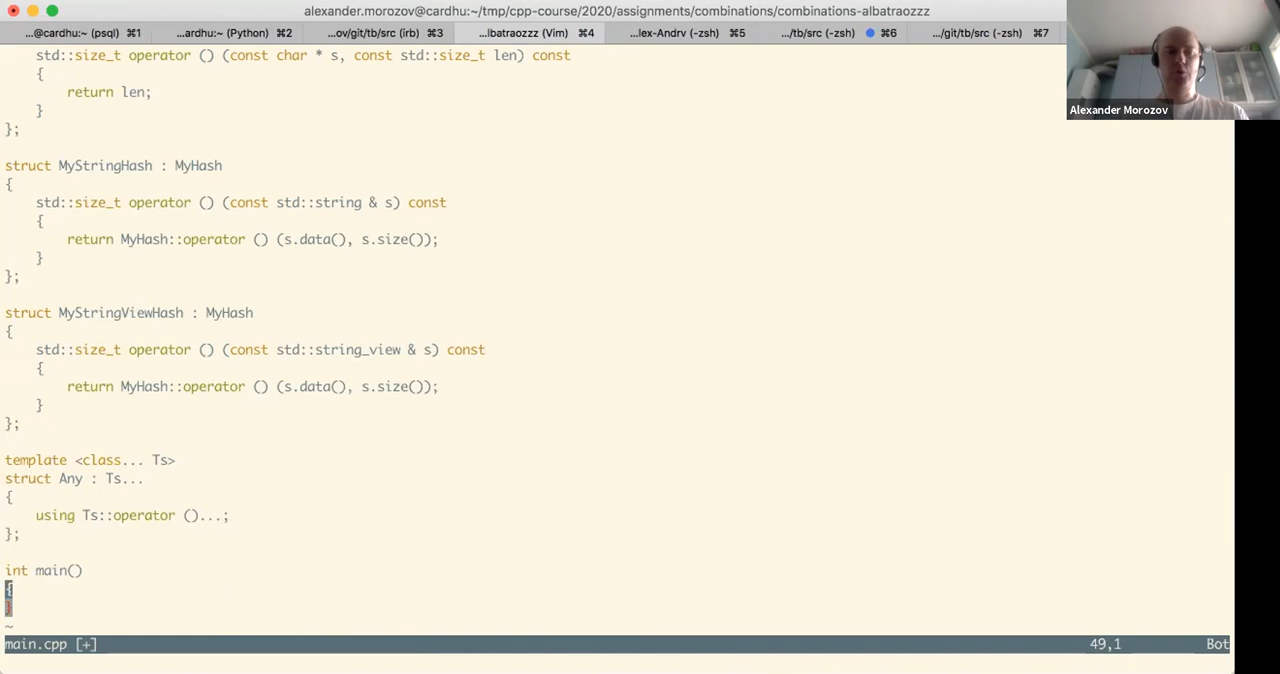 alexander.morozov@cardhu:~/tmp/cpp-course/2020/assignments/combinations/combinations-albatraozzz
...@cardhu:~ (psql) ⌘1 ...ardhu:~ (Python) ⌘2 ...ov/git/tb/src (irb) ⌘3 ...lbatraozzz (Vim) ⌘4 ...lex-Andrv (-zsh) ⌘5 .../tb/src (-zsh) ⌘6 .../git/tb/src (-zsh) ⌘7
Alexander Morozov
    std::size_t operator () (const char * s, const std::size_t len) const
    {
        return len;
    }
};
struct MyStringHash : MyHash
{
    std::size_t operator () (const std::string & s) const
    {
        return MyHash::operator () (s.data(), s.size());
    }
};
struct MyStringViewHash : MyHash
{
    std::size_t operator () (const std::string_view & s) const
    {
        return MyHash::operator () (s.data(), s.size());
    }
};
template <class... Ts>
struct Any : Ts...
{
    using Ts::operator ()...;
};
int main()
{
}
~
main.cpp [+] 49,1 Bot